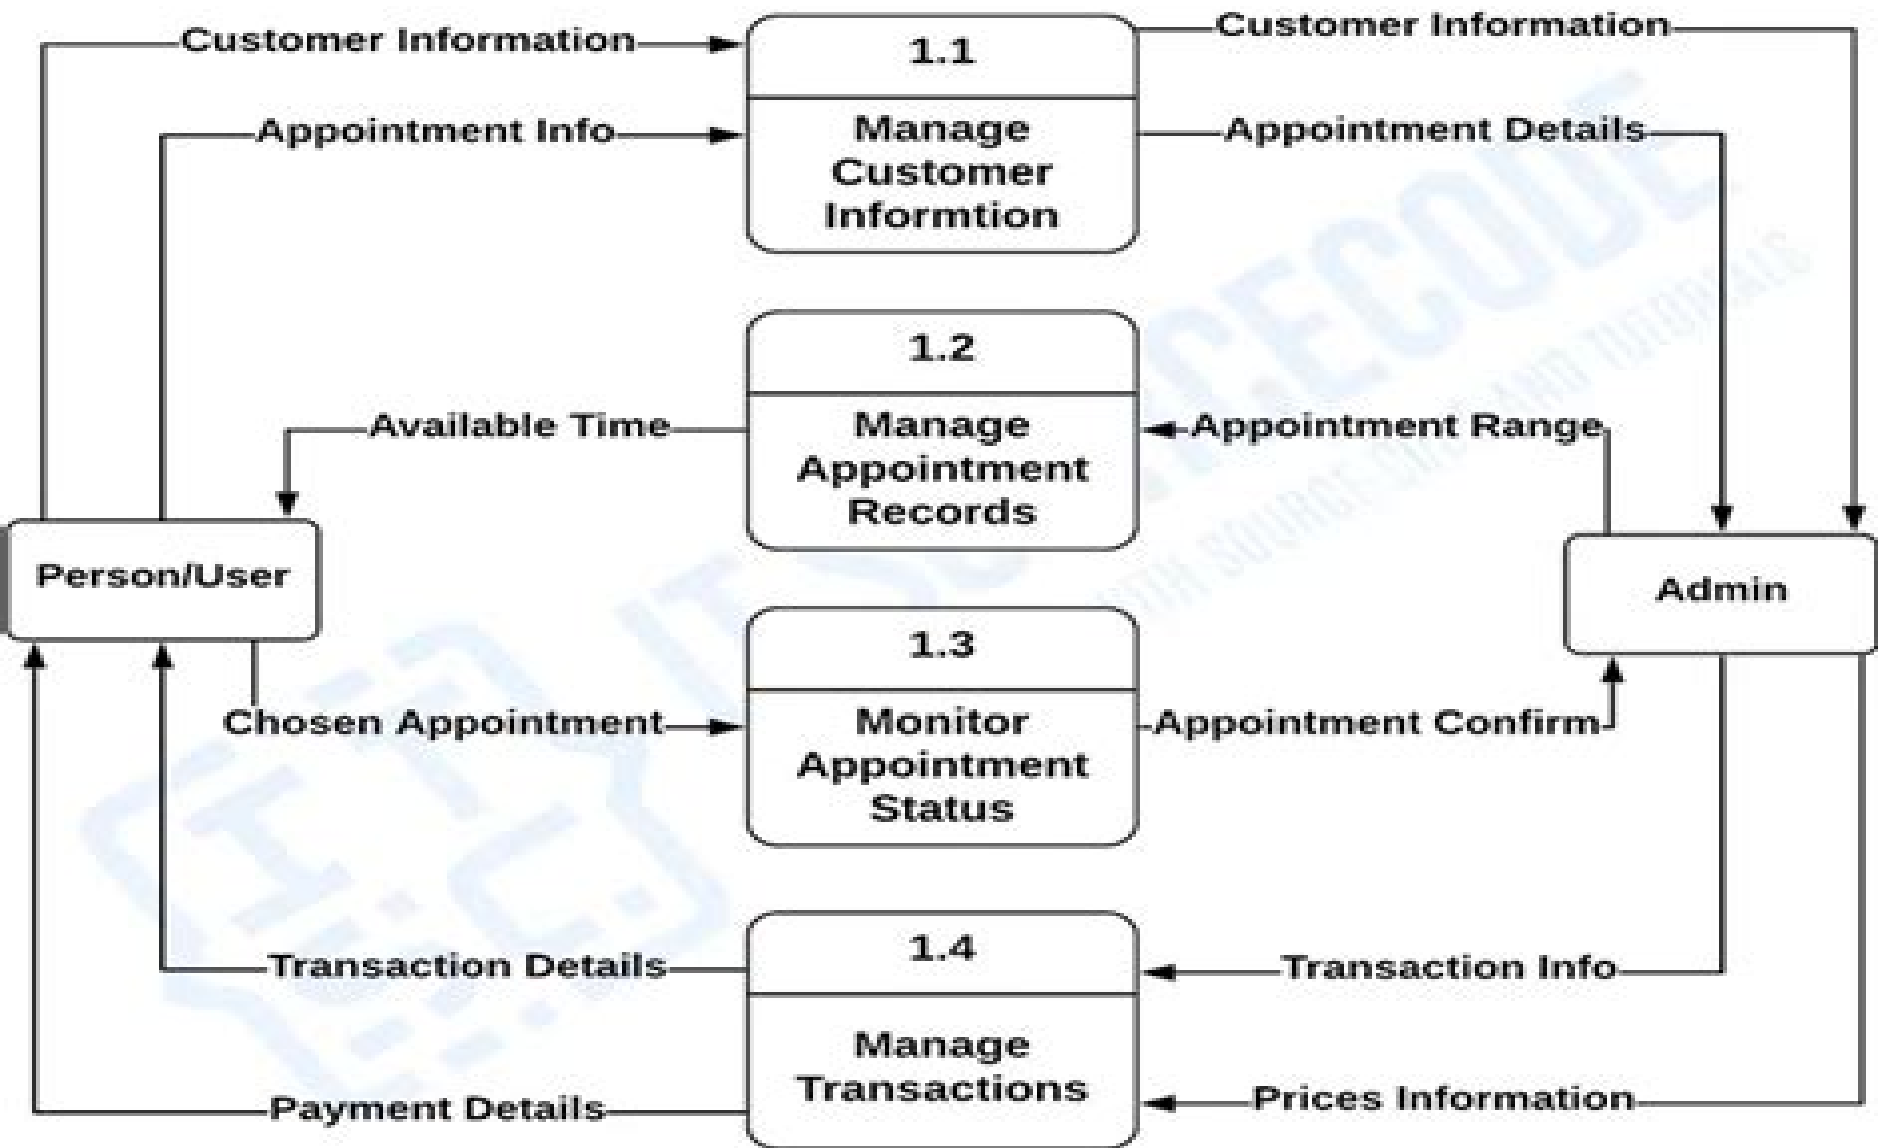 Customer Information
1.1
Customer Information
Appointment Info
Manage
Customer
Informtion
Appointment Details
1.2
Available Time
Manage
Appointment
Records
Appointment Range
Person/User
Admin
1.3
Chosen Appointment
Monitor
Appointment
Status
Appointment Confirm
1.4
Transaction Details
Transaction Info
Manage
Transactions
Payment Details
Prices Information